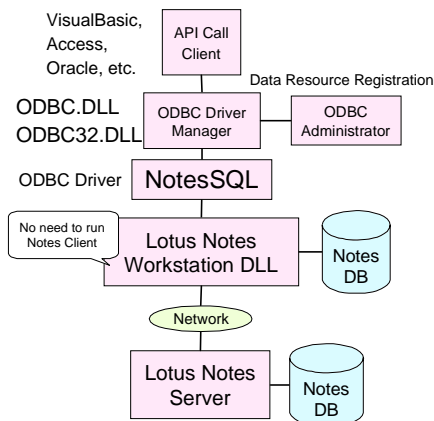 VisualBasic,
Access,
Oracle, etc.
API Call
Client
Data Resource Registration
ODBC.DLL
ODBC32.DLL
ODBC Driver
Manager
ODBC
Administrator
ODBC Driver
NotesSQL
No need to run
Notes Client
Lotus Notes
Workstation DLL
Notes
DB
Network
Lotus Notes
Server
Notes
DB